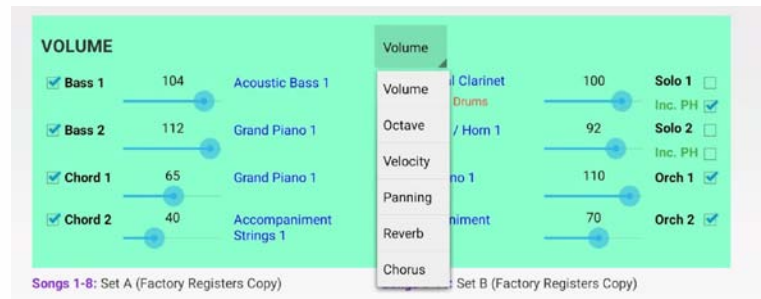 VOLUME
Volume
Bass 1 104 Acoustic Bass 1
Clarinet 100 Solo 1
Drums Inc. PH
Bass 2 112 Grand Piano 1
/ Horn 1 92 Solo 2
Inc. PH
Chord 1 65 Grand Piano 1
110 Orch 1
Chord 2 40 Accompaniment
Strings 1
70 Orch 2
Volume
Octave
Velocity
Panning
Reverb
Chorus
Songs 1-8: Set A (Factory Registers Copy)
Set B (Factory Registers Copy)